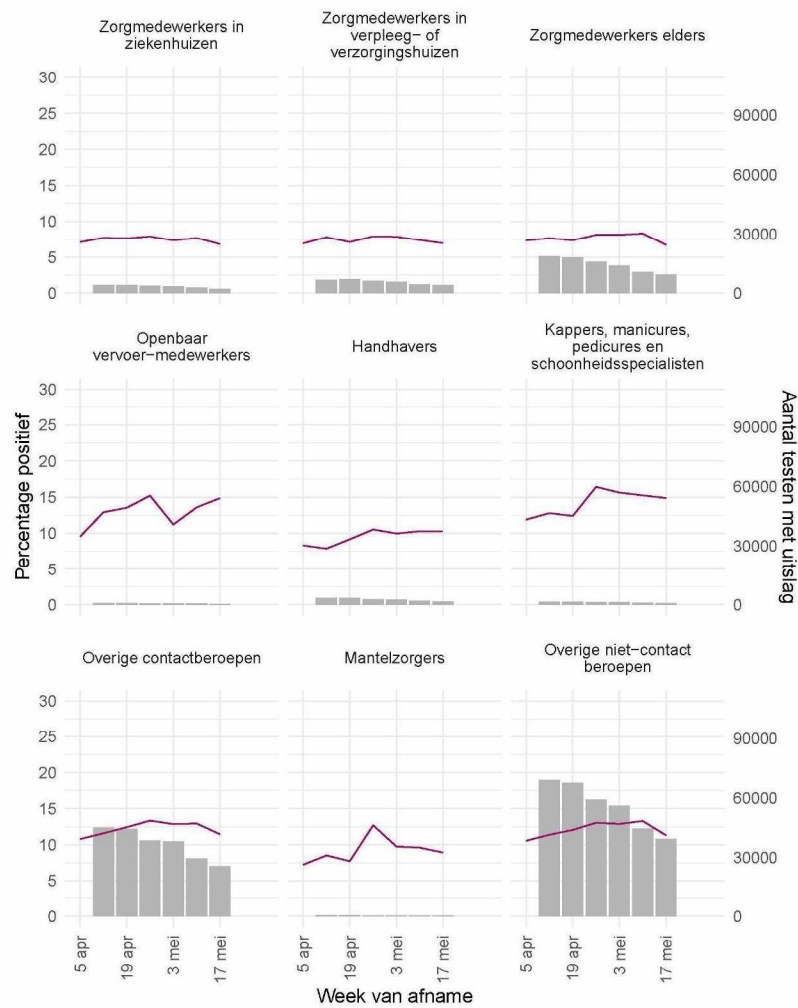 Zorgmedewerkers in
ziekenhuizen
Zorgmedewerkers in
verpleeg− of
verzorgingshuizen
Zorgmedewerkers elders
30
25
20
15
10
5
0
90000
60000
30000
0
Openbaar
vervoer−medewerkers
Handhavers
Kappers, manicures,
pedicures en
schoonheidsspecialisten
30
25
20
15
10
5
0
90000
60000
30000
0
Percentage positief
Aantal testen met uitslag
Overige contactberoepen
Mantelzorgers
Overige niet−contact
beroepen
30
25
20
15
10
5
0
90000
60000
30000
0
5 apr
19 apr
3 mei
17 mei
5 apr
19 apr
3 mei
17 mei
5 apr
19 apr
3 mei
17 mei
Week van afname